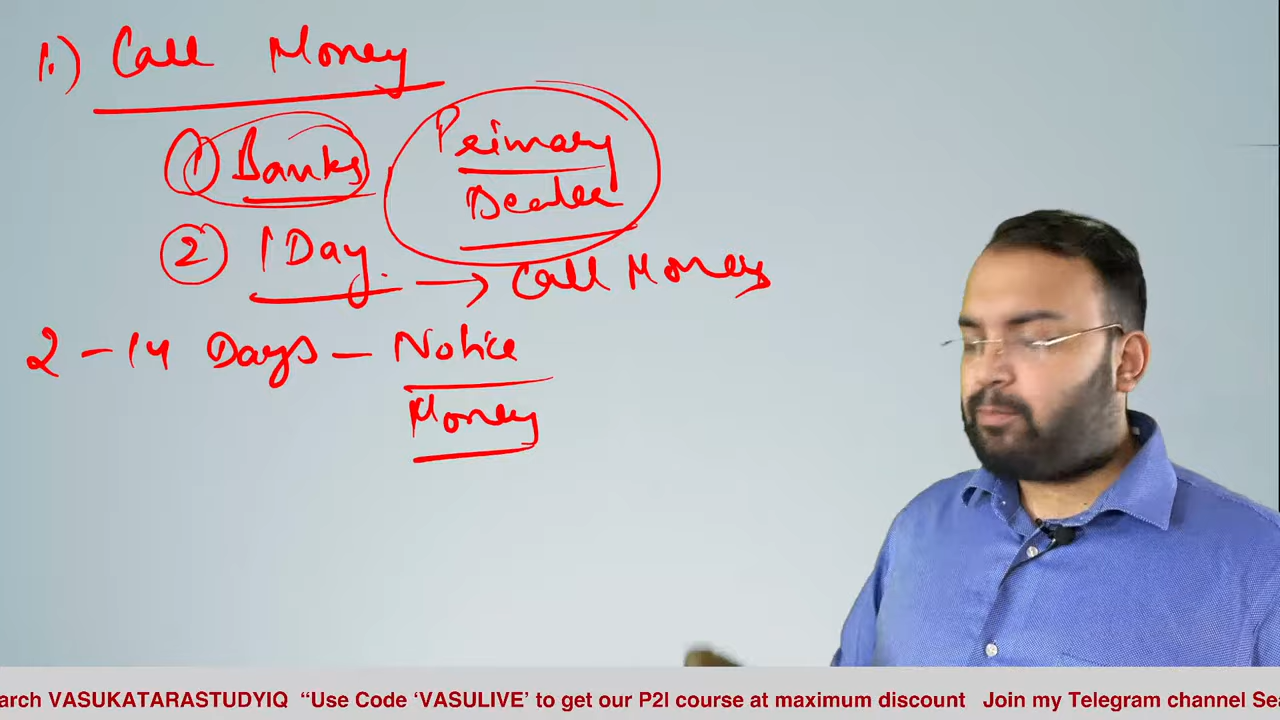 1.) Call Money
① Banks Primary
Dealer
② 1 Day. → Call Money
2 - 14 Days - Notice
Money
arch VASUKATARASTUDYIQ “Use Code ‘VASULIVE’ to get our P2I course at maximum discount Join my Telegram channel Se